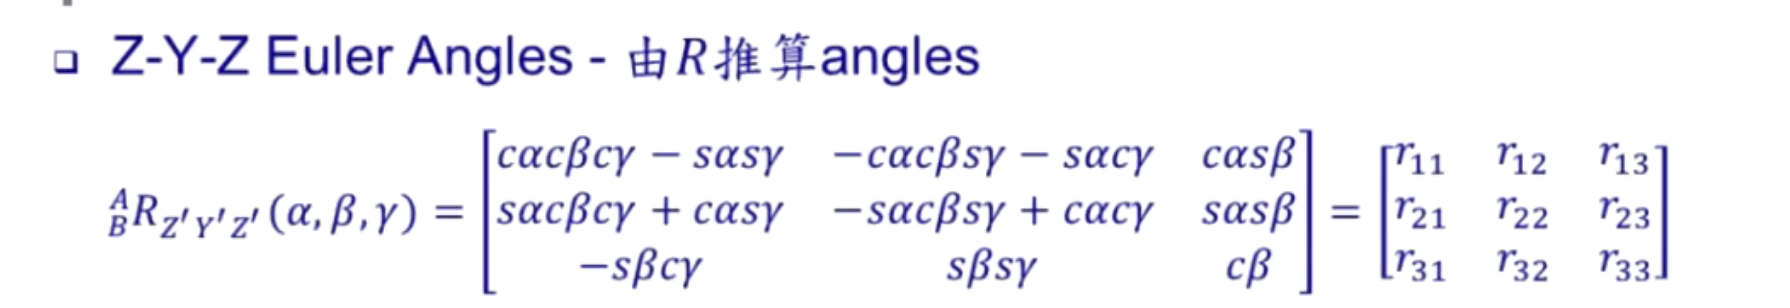 ❑ Z-Y-Z Euler Angles - 由R推算angles
$^A_BR_{Z'Y'Z'}(\alpha,\beta,\gamma) = \begin{bmatrix} c\alpha c\beta c\gamma - s\alpha s\gamma & -c\alpha c\beta s\gamma - s\alpha c\gamma & c\alpha s\beta \\ s\alpha c\beta c\gamma + c\alpha s\gamma & -s\alpha c\beta s\gamma + c\alpha c\gamma & s\alpha s\beta \\ -s\beta c\gamma & s\beta s\gamma & c\beta \end{bmatrix} = \begin{bmatrix} r_{11} & r_{12} & r_{13} \\ r_{21} & r_{22} & r_{23} \\ r_{31} & r_{32} & r_{33} \end{bmatrix}$